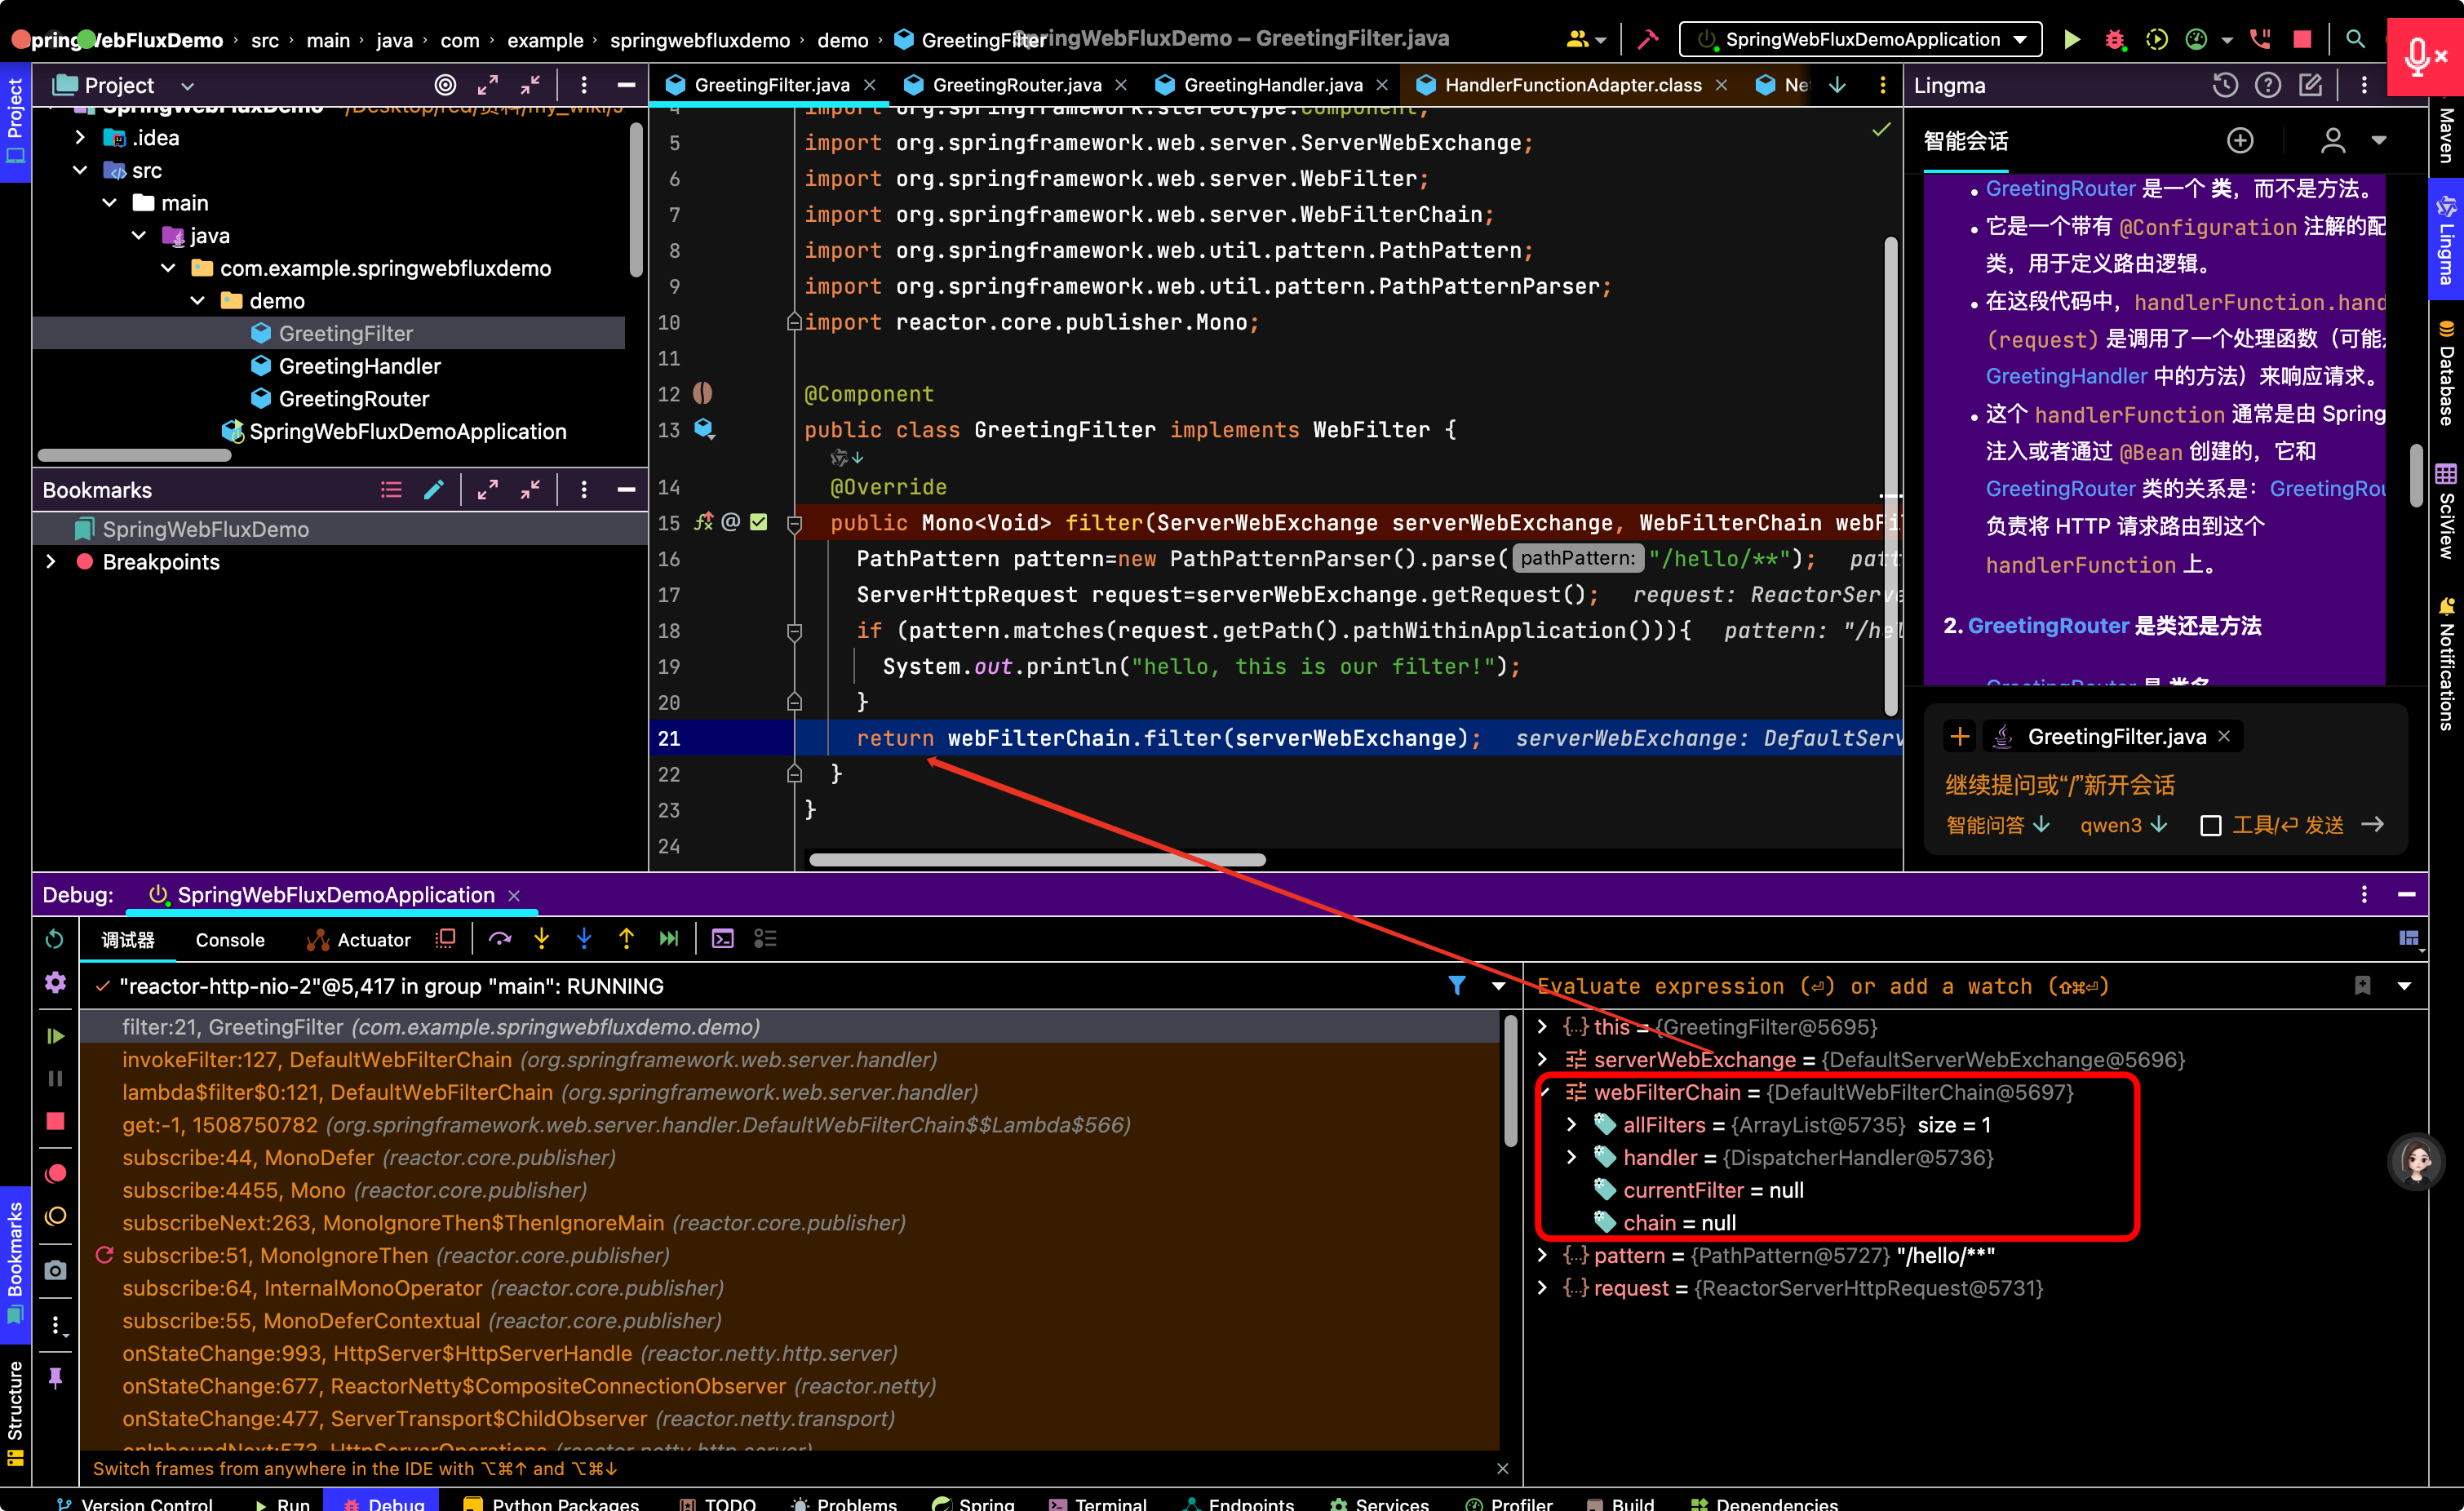 SpringWebFluxDemo – GreetingFilter.java
WebFluxDemo › src › main › java › com › example › springwebfluxdemo › demo › GreetingFilter
SpringWebFluxDemoApplication
Project
GreetingFilter.java × GreetingRouter.java × GreetingHandler.java × HandlerFunctionAdapter.class × Ne
Lingma
Project
SpringWebFluxDemo
.idea
src
main
java
com.example.springwebfluxdemo
demo
GreetingFilter
GreetingHandler
GreetingRouter
SpringWebFluxDemoApplication
Bookmarks
SpringWebFluxDemo
Breakpoints
4 import org.springframework.stereotype.Component;
5 import org.springframework.web.server.ServerWebExchange;
6 import org.springframework.web.server.WebFilter;
7 import org.springframework.web.server.WebFilterChain;
8 import org.springframework.web.util.pattern.PathPattern;
9 import org.springframework.web.util.pattern.PathPatternParser;
10 import reactor.core.publisher.Mono;
11
12 @Component
13 public class GreetingFilter implements WebFilter {
14 @Override
15 public Mono<Void> filter(ServerWebExchange serverWebExchange, WebFilterChain webFi
16 PathPattern pattern=new PathPatternParser().parse( pathPattern: "/hello/**"); patt
17 ServerHttpRequest request=serverWebExchange.getRequest(); request: ReactorServe
18 if (pattern.matches(request.getPath().pathWithinApplication())){ pattern: "/hel
19 System.out.println("hello, this is our filter!");
20 }
21 return webFilterChain.filter(serverWebExchange); serverWebExchange: DefaultServ
22 }
23 }
24
智能会话
• GreetingRouter 是一个 类，而不是方法。
• 它是一个带有 @Configuration 注解的配
类，用于定义路由逻辑。
• 在这段代码中，handlerFunction.hand
(request) 是调用了一个处理函数（可能
GreetingHandler 中的方法）来响应请求。
• 这个 handlerFunction 通常是由 Spring
注入或者通过 @Bean 创建的，它和
GreetingRouter 类的关系是：GreetingRou
负责将 HTTP 请求路由到这个
handlerFunction 上。
2. GreetingRouter 是类还是方法
GreetingFilter.java ×
继续提问或“/”新开会话
智能问答 qwen3 工具/⏎ 发送
Maven
Lingma
Database
SciView
Notifications
Debug: SpringWebFluxDemoApplication ×
调试器 Console Actuator
"reactor-http-nio-2"@5,417 in group "main": RUNNING
filter:21, GreetingFilter (com.example.springwebfluxdemo.demo)
invokeFilter:127, DefaultWebFilterChain (org.springframework.web.server.handler)
lambda$filter$0:121, DefaultWebFilterChain (org.springframework.web.server.handler)
get:-1, 1508750782 (org.springframework.web.server.handler.DefaultWebFilterChain$$Lambda$566)
subscribe:44, MonoDefer (reactor.core.publisher)
subscribe:4455, Mono (reactor.core.publisher)
subscribeNext:263, MonoIgnoreThen$ThenIgnoreMain (reactor.core.publisher)
subscribe:51, MonoIgnoreThen (reactor.core.publisher)
subscribe:64, InternalMonoOperator (reactor.core.publisher)
subscribe:55, MonoDeferContextual (reactor.core.publisher)
onStateChange:993, HttpServer$HttpServerHandle (reactor.netty.http.server)
onStateChange:677, ReactorNetty$CompositeConnectionObserver (reactor.netty)
onStateChange:477, ServerTransport$ChildObserver (reactor.netty.transport)
onInboundNext:573, HttpServerOperations (reactor.netty.http.server)
Switch frames from anywhere in the IDE with ⌥⌘↑ and ⌥⌘↓
Evaluate expression (⏎) or add a watch (⇧⌘⏎)
this = {GreetingFilter@5695}
serverWebExchange = {DefaultServerWebExchange@5696}
webFilterChain = {DefaultWebFilterChain@5697}
allFilters = {ArrayList@5735} size = 1
handler = {DispatcherHandler@5736}
currentFilter = null
chain = null
pattern = {PathPattern@5727} "/hello/**"
request = {ReactorServerHttpRequest@5731}
Bookmarks
Structure
Version Control Run Debug Python Packages TODO Problems Spring Terminal Endpoints Services Profiler Build Dependencies